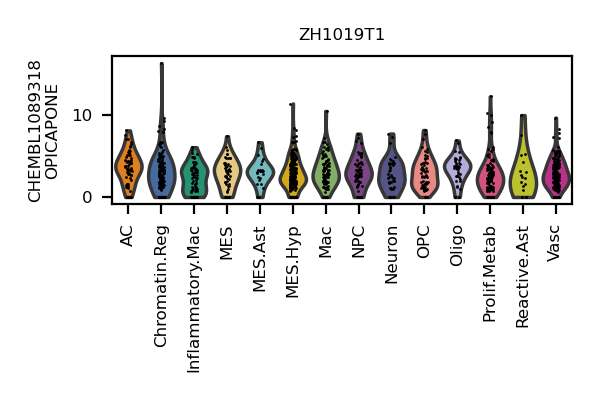 ZH1019T1
CHEMBL1089318
OPICAPONE
10
0
AC
Chromatin.Reg
Inflammatory.Mac
MES
MES.Ast
MES.Hyp
Mac
NPC
Neuron
OPC
Oligo
Prolif.Metab
Reactive.Ast
Vasc